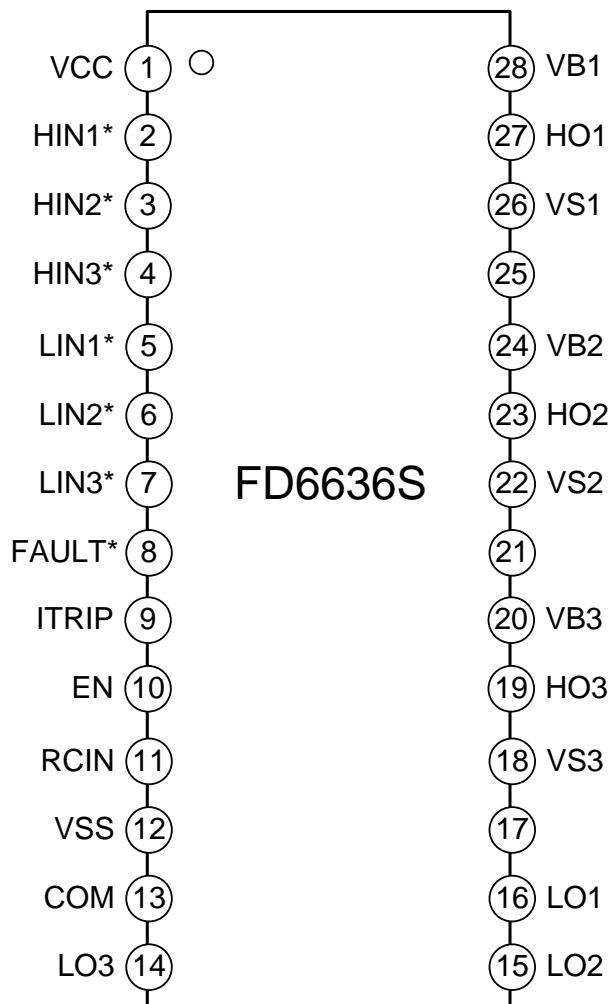 VCC 1 28 VB1
HIN1* 2 27 HO1
HIN2* 3 26 VS1
HIN3* 4 25
LIN1* 5 24 VB2
LIN2* 6 23 HO2
LIN3* 7 FD6636S 22 VS2
FAULT* 8 21
ITRIP 9 20 VB3
EN 10 19 HO3
RCIN 11 18 VS3
VSS 12 17
COM 13 16 LO1
LO3 14 15 LO2